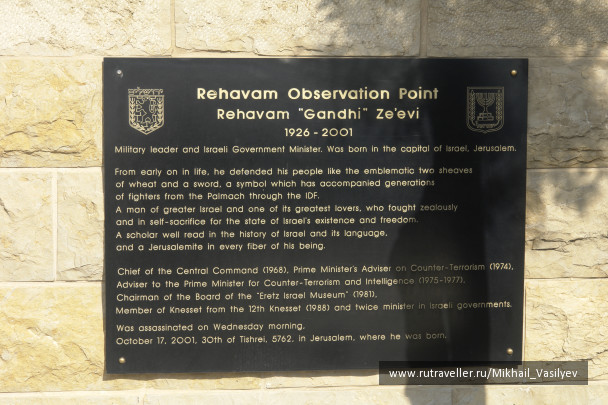 Rehavam Observation Point
Rehavam "Gandhi" Ze'evi
1926 - 2001
Military leader and Israeli Government Minister. Was born in the capital of Israel, Jerusalem.
From early on in life, he defended his people like the emblematic two sheaves
of wheat and a sword, a symbol which has accompanied generations
of fighters from the Palmach through the IDF.
A man of greater Israel and one of its greatest lovers, who fought zealously
and in self-sacrifice for the state of Israel's existence and freedom.
A scholar well read in the history of Israel and its language,
and a Jerusalemite in every fiber of his being.
Chief of the Central Command (1968), Prime Minister's Adviser on Counter-Terrorism (1974),
Adviser to the Prime Minister for Counter-Terrorism and Intelligence (1975-1977),
Chairman of the Board of the "Eretz Israel Museum" (1981),
Member of Knesset from the 12th Knesset (1988) and twice minister in Israeli governments.
Was assassinated on Wednesday morning,
October 17, 2001, 30th of Tishrei, 5762, in Jerusalem, where he was born.
www.rutraveller.ru/Mikhail_Vasilyev